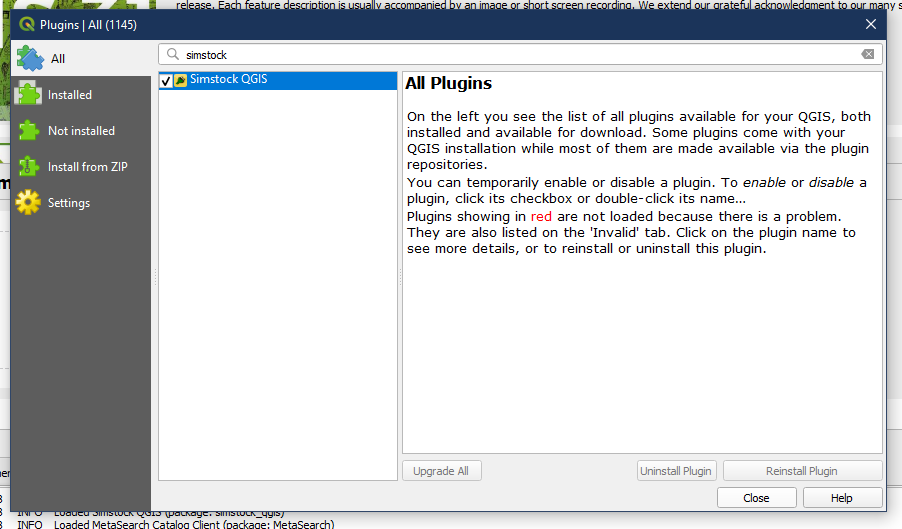 release. Each feature description is usually accompanied by an image or short screen recording. We extend our grateful acknowledgment to our many s
Plugins | All (1145)
All
simstock
Installed
Not installed
Install from ZIP
Settings
Simstock QGIS
All Plugins
On the left you see the list of all plugins available for your QGIS, both
installed and available for download. Some plugins come with your
QGIS installation while most of them are made available via the plugin
repositories.
You can temporarily enable or disable a plugin. To enable or disable a
plugin, click its checkbox or double-click its name...
Plugins showing in red are not loaded because there is a problem.
They are also listed on the 'Invalid' tab. Click on the plugin name to
see more details, or to reinstall or uninstall this plugin.
Upgrade All
Uninstall Plugin
Reinstall Plugin
Close
Help
3 INFO Loaded Simstock QGIS (package: simstock_qgis)
3 INFO Loaded MetaSearch Catalog Client (package: MetaSearch)